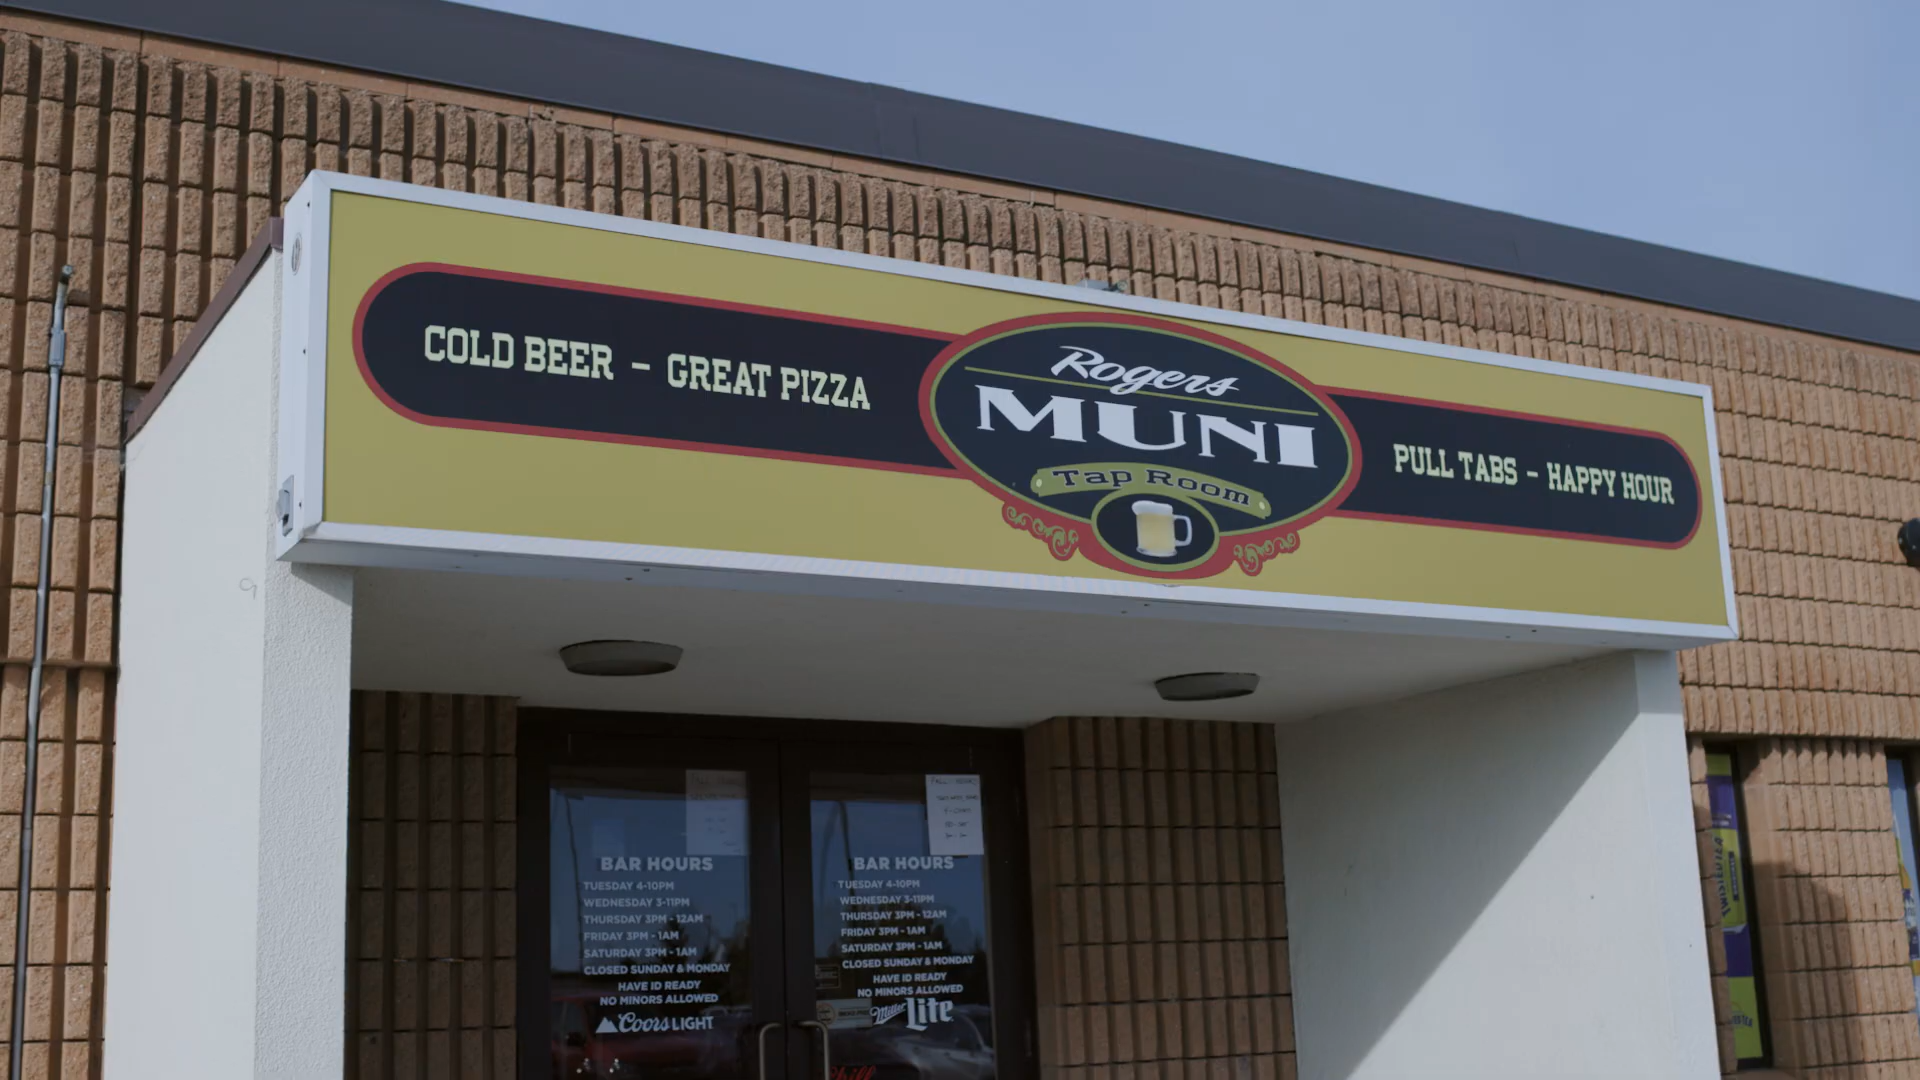 COLD BEER – GREAT PIZZA
Rogers
MUNI
Tap Room
PULL TABS – HAPPY HOUR
BAR HOURS
TUESDAY 4-10PM
WEDNESDAY 3-11PM
THURSDAY 3PM - 12AM
FRIDAY 3PM - 1AM
SATURDAY 3PM - 1AM
CLOSED SUNDAY & MONDAY
HAVE ID READY
NO MINORS ALLOWED
Coors LIGHT
BAR HOURS
TUESDAY 4-10PM
WEDNESDAY 3-11PM
THURSDAY 3PM - 12AM
FRIDAY 3PM - 1AM
SATURDAY 3PM - 1AM
CLOSED SUNDAY & MONDAY
HAVE ID READY
NO MINORS ALLOWED
Miller Lite
TWISTED TEA